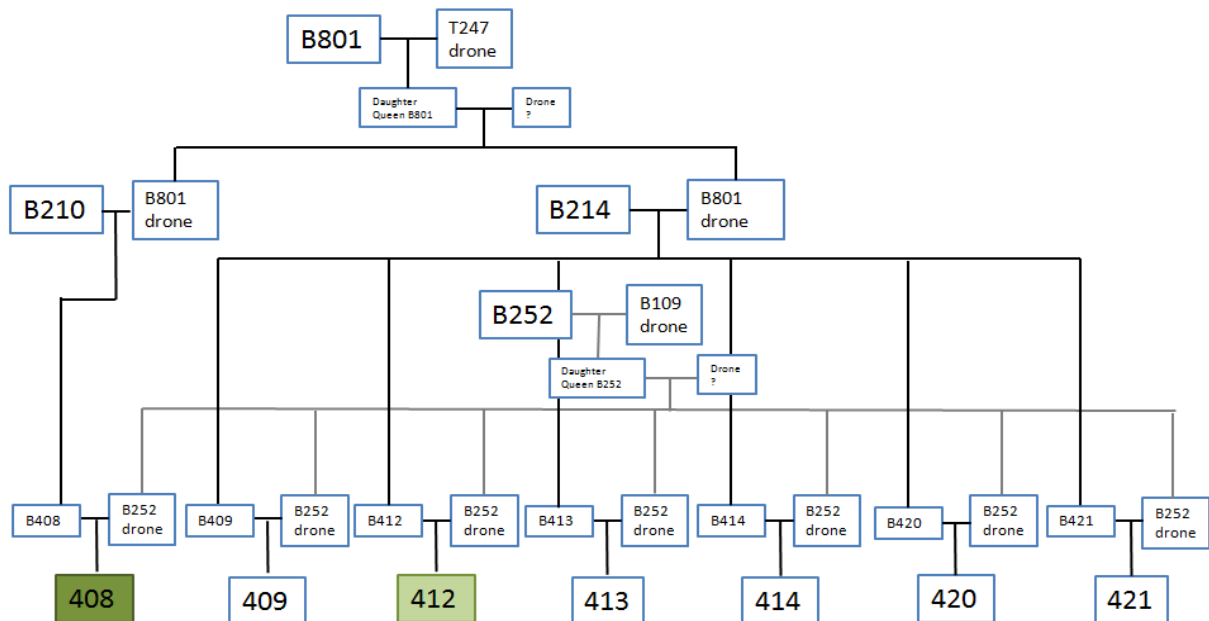 B801
T247
drone
Daughter
Queen B801
Drone
?
B210
B801
drone
B214
B801
drone
B252
B109
drone
Daughter
Queen B252
Drone
?
B408
B252
drone
B409
B252
drone
B412
B252
drone
B413
B252
drone
B414
B252
drone
B420
B252
drone
B421
B252
drone
408
409
412
413
414
420
421